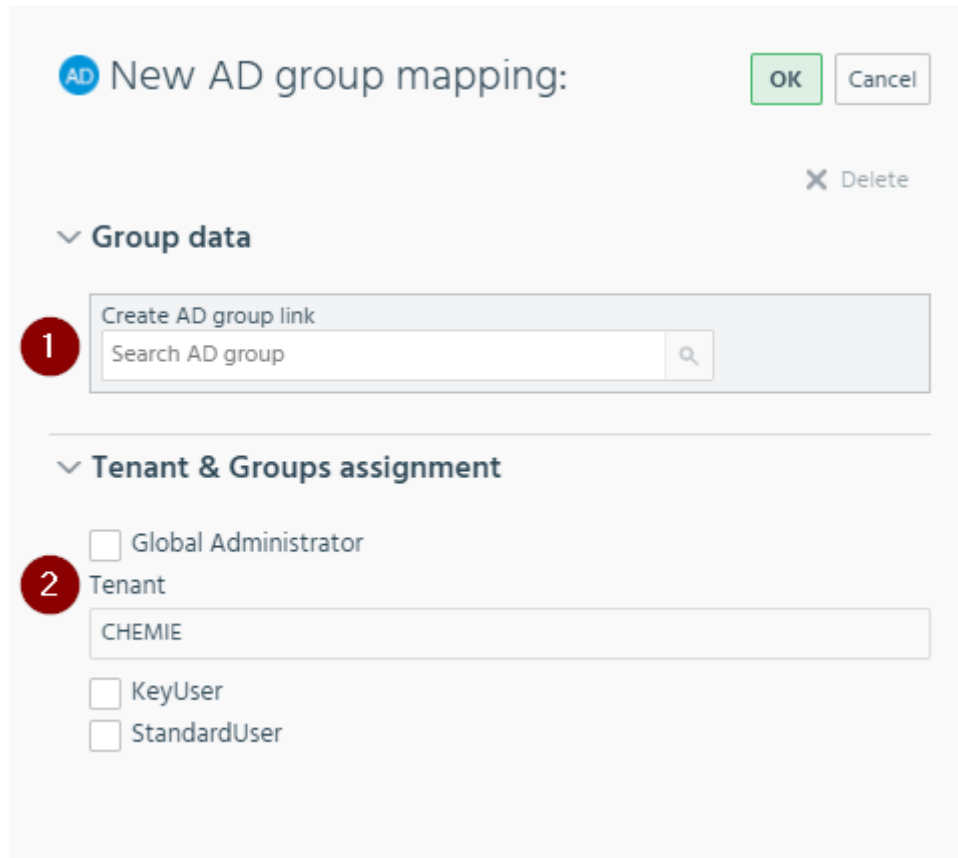 AD New AD group mapping: OK Cancel
Delete
Group data
Create AD group link
1
Search AD group
Tenant & Groups assignment
Global Administrator
2 Tenant
CHEMIE
KeyUser
StandardUser